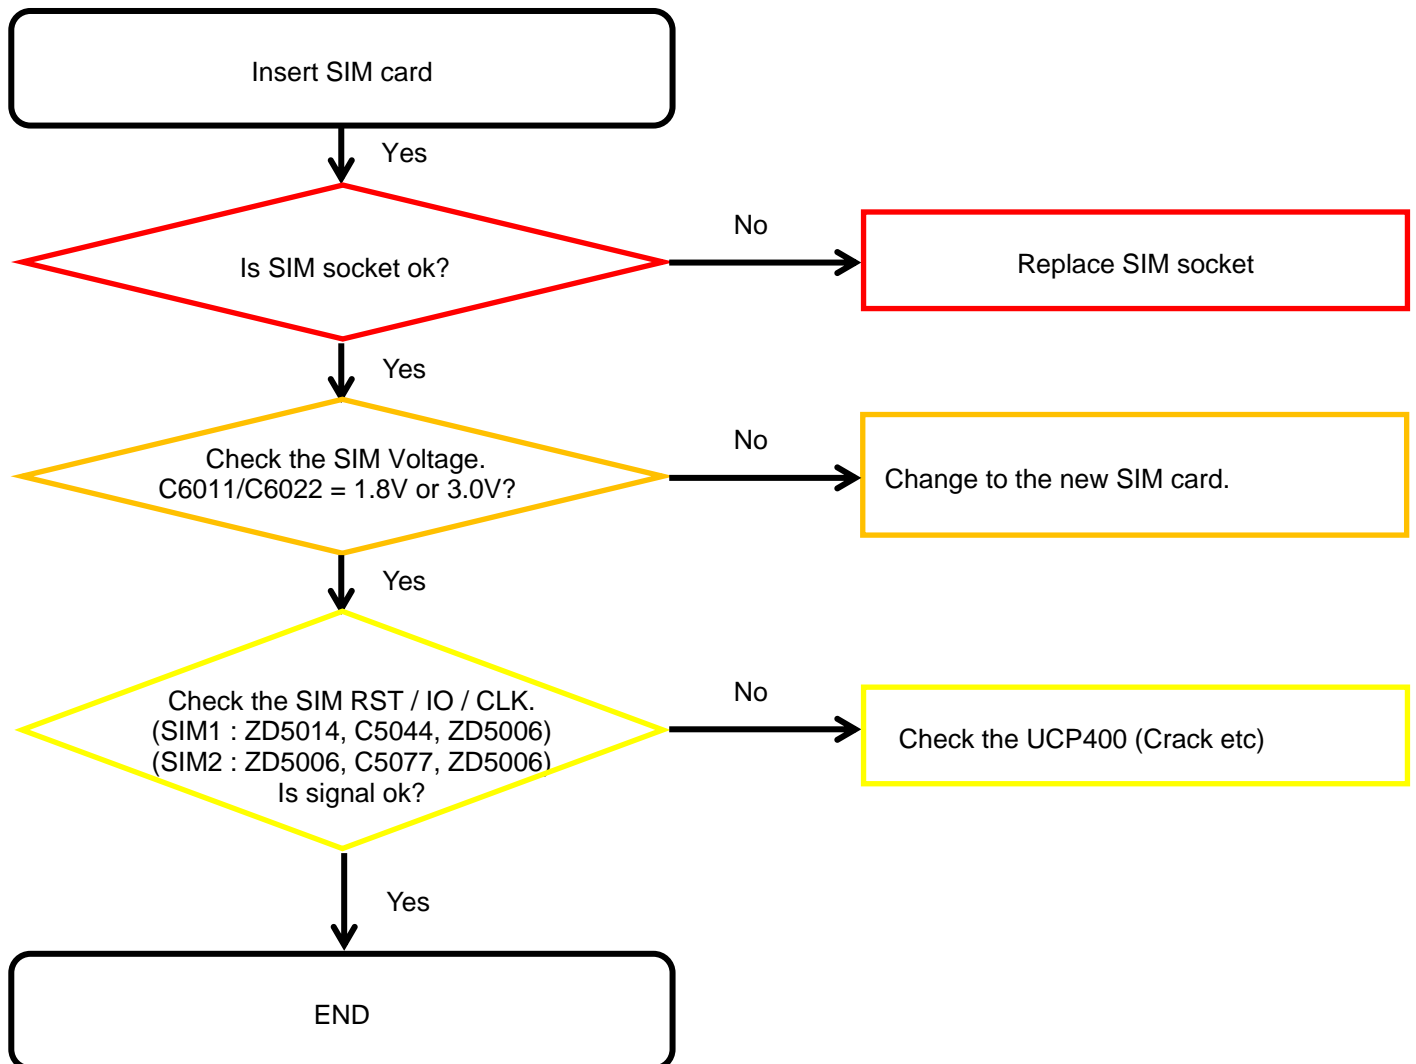 Insert SIM card
Yes
Is SIM socket ok?
No
Replace SIM socket
Yes
Check the SIM Voltage.
C6011/C6022 = 1.8V or 3.0V?
No
Change to the new SIM card.
Yes
Check the SIM RST / IO / CLK.
(SIM1 : ZD5014, C5044, ZD5006)
(SIM2 : ZD5006, C5077, ZD5006)
Is signal ok?
No
Check the UCP400 (Crack etc)
Yes
END